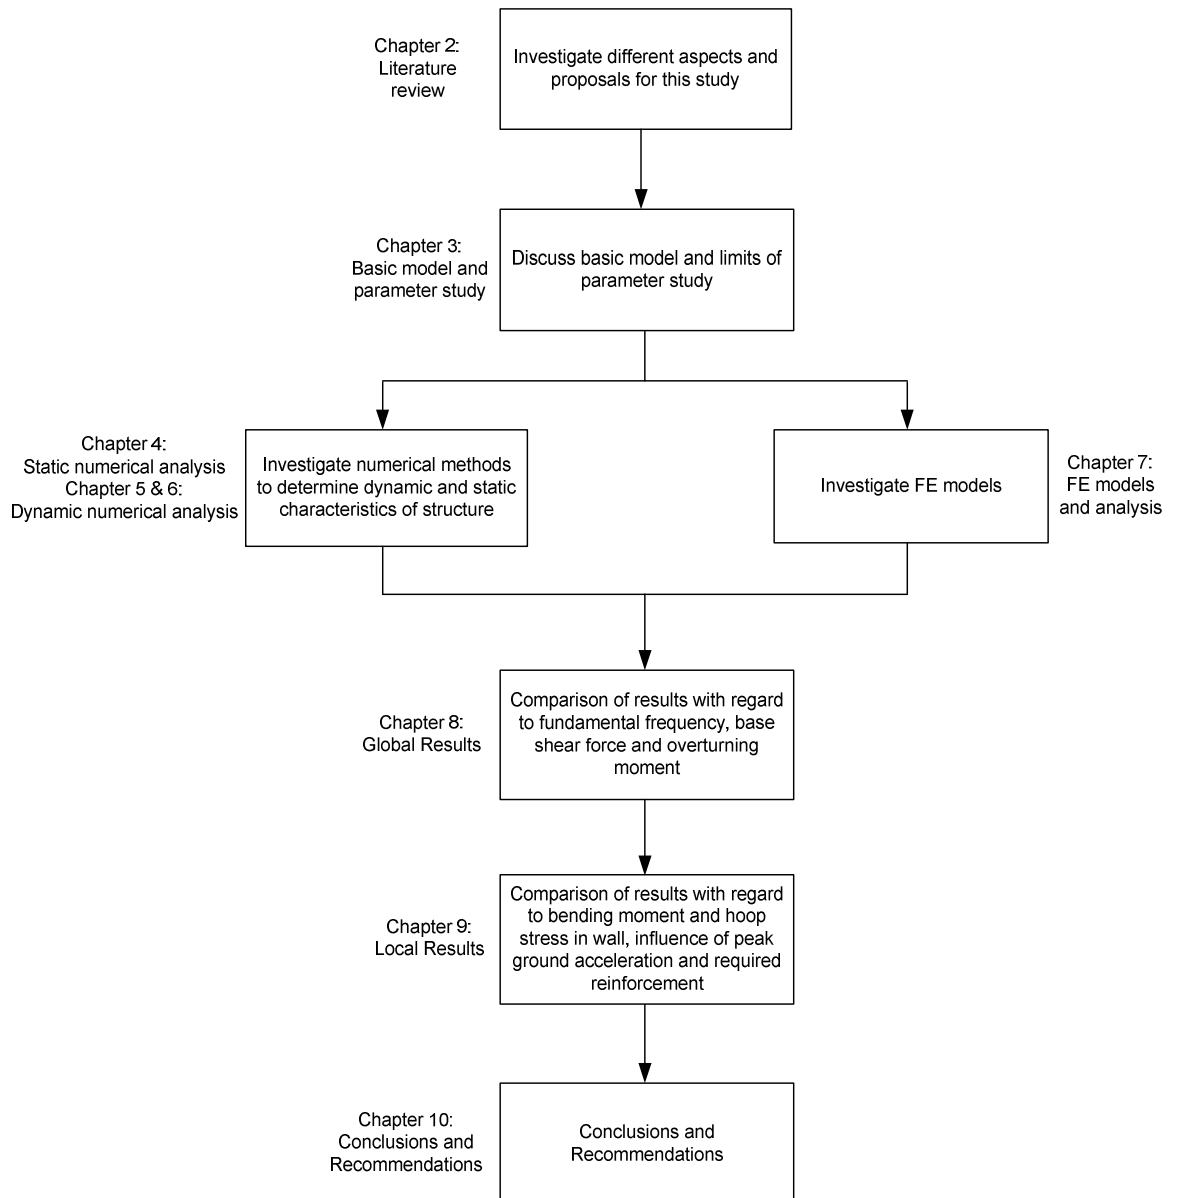 Chapter 2:
Literature
review
Investigate different aspects and
proposals for this study
Chapter 3:
Basic model and
parameter study
Discuss basic model and limits of
parameter study
Chapter 4:
Static numerical analysis
Chapter 5 & 6:
Dynamic numerical analysis
Investigate numerical methods
to determine dynamic and static
characteristics of structure
Investigate FE models
Chapter 7:
FE models
and analysis
Chapter 8:
Global Results
Comparison of results with regard
to fundamental frequency, base
shear force and overturning
moment
Chapter 9:
Local Results
Comparison of results with regard
to bending moment and hoop
stress in wall, influence of peak
ground acceleration and required
reinforcement
Chapter 10:
Conclusions and
Recommendations
Conclusions and
Recommendations